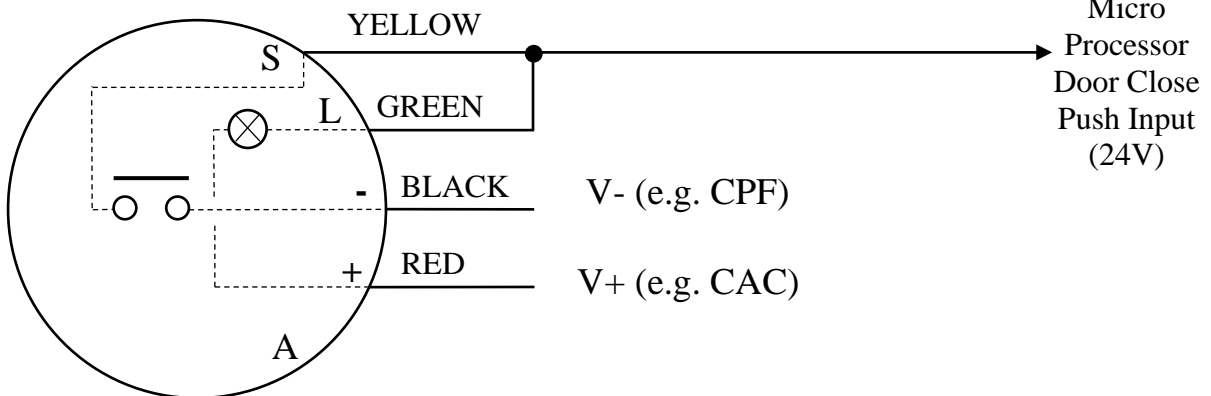 YELLOW
S
L
GREEN
-
BLACK
V- (e.g. CPF)
+
RED
V+ (e.g. CAC)
A
Micro
Processor
Door Close
Push Input
(24V)